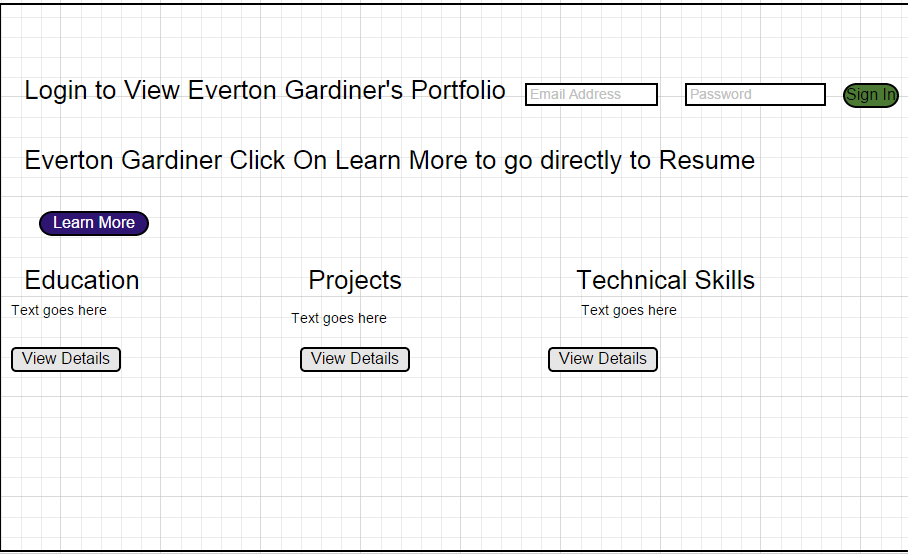 Login to View Everton Gardiner's Portfolio Email Address Password Sign In
Everton Gardiner Click On Learn More to go directly to Resume
Learn More
Education Projects Technical Skills
Text goes here Text goes here Text goes here
View Details View Details View Details